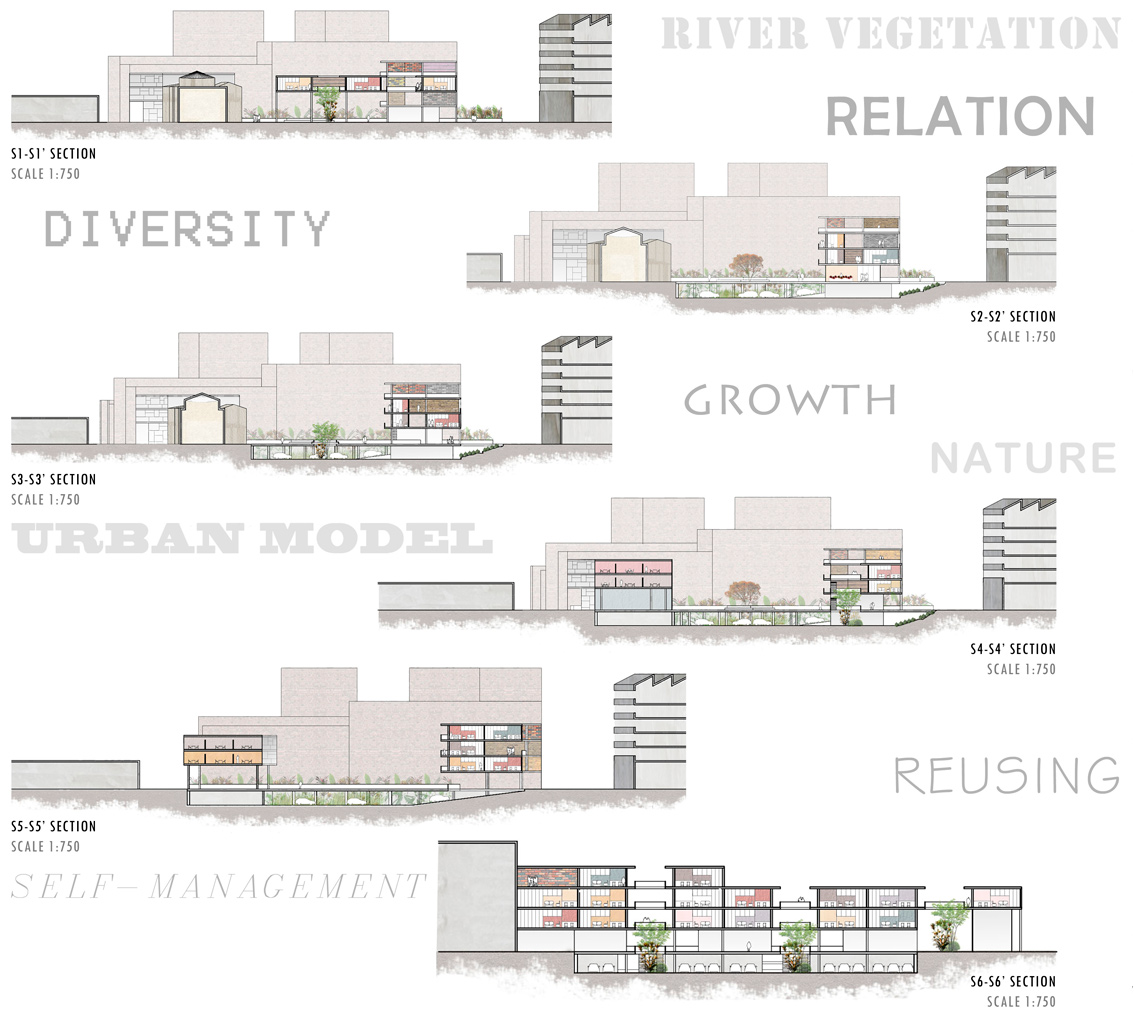 RIVER VEGETATION
RELATION
S1-S1' SECTION
SCALE 1:750
DIVERSITY
S2-S2' SECTION
SCALE 1:750
GROWTH
NATURE
S3-S3' SECTION
SCALE 1:750
URBAN MODEL
S4-S4' SECTION
SCALE 1:750
REUSING
S5-S5' SECTION
SCALE 1:750
SELF-MANAGEMENT
S6-S6' SECTION
SCALE 1:750